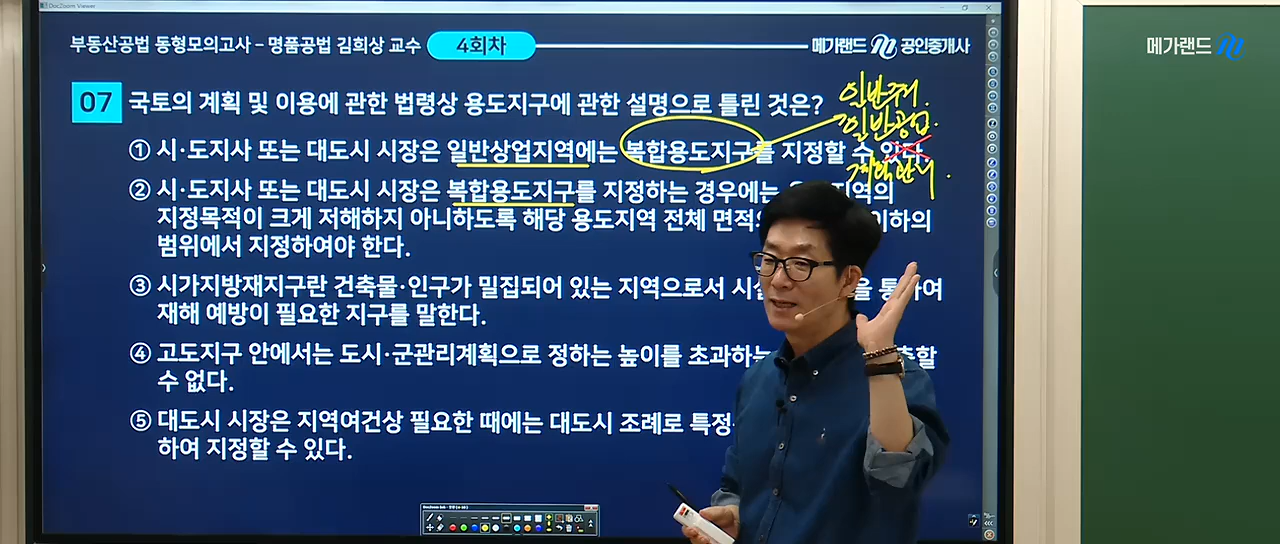 DocZoom Viewer
부동산공법 동형모의고사 – 명품공법 김희상 교수 4회차 메가랜드 공인중개사
메가랜드
07 국토의 계획 및 이용에 관한 법령상 용도지구에 관한 설명으로 틀린 것은?
일반주거.
일반공업.
계획관리.
① 시·도지사 또는 대도시 시장은 일반상업지역에는 복합용도지구를 지정할 수 있다.
② 시·도지사 또는 대도시 시장은 복합용도지구를 지정하는 경우에는 지역의
지정목적이 크게 저해하지 아니하도록 해당 용도지역 전체 면적 이하의
범위에서 지정하여야 한다.
③ 시가지방재지구란 건축물·인구가 밀집되어 있는 지역으로서 통하여
재해 예방이 필요한 지구를 말한다.
④ 고도지구 안에서는 도시·군관리계획으로 정하는 높이를 초과하는
수 없다.
⑤ 대도시 시장은 지역여건상 필요한 때에는 대도시 조례로
하여 지정할 수 있다.